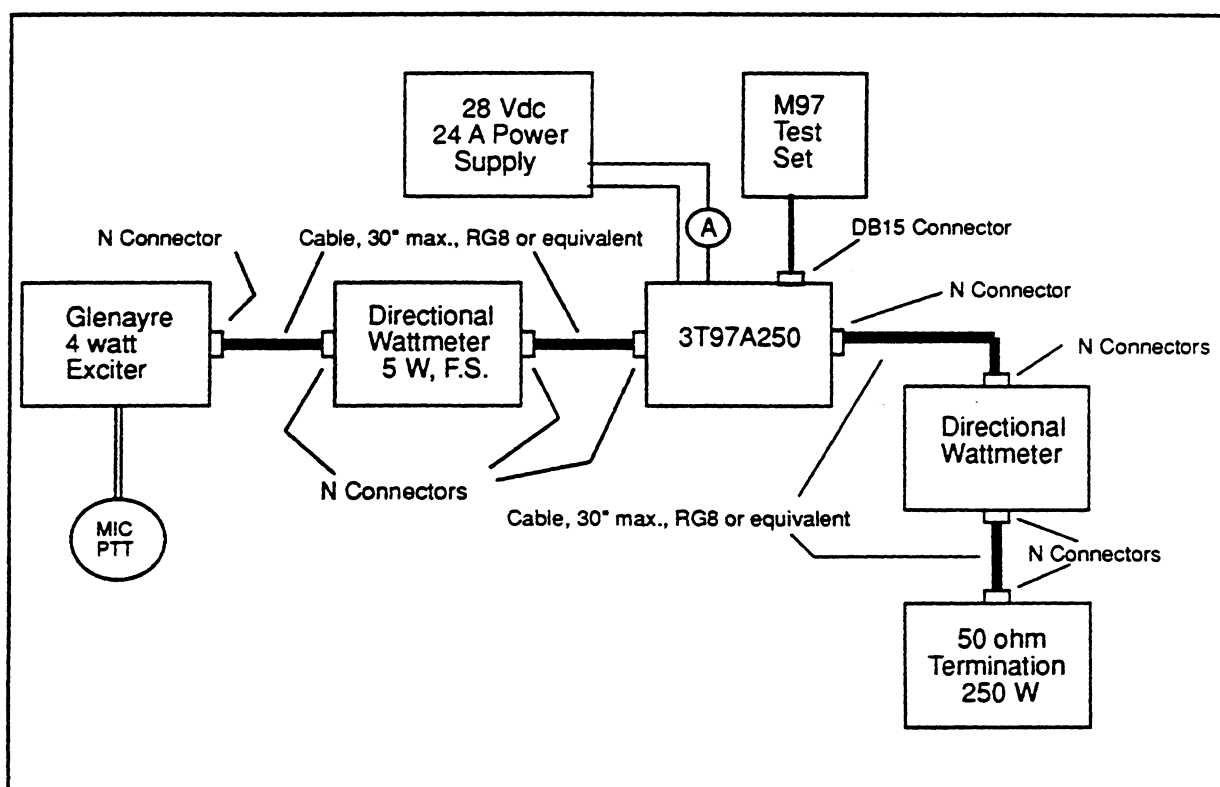 28 Vdc
24 A Power
Supply
M97
Test
Set
A
DB15 Connector
N Connector
Cable, 30" max., RG8 or equivalent
N Connector
Glenayre
4 watt
Exciter
Directional
Wattmeter
5 W, F.S.
3T97A250
N Connectors
Directional
Wattmeter
N Connectors
Cable, 30" max., RG8 or equivalent
MIC
PTT
N Connectors
50 ohm
Termination
250 W